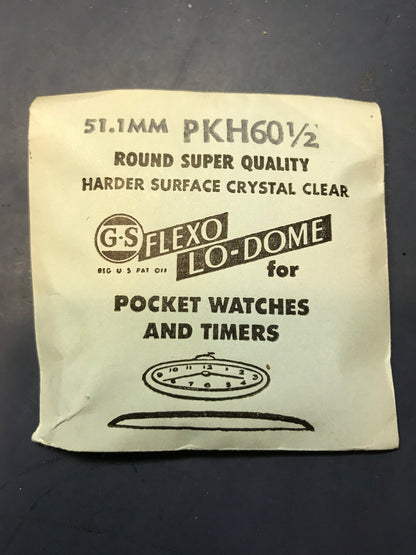 51.1MM PKH60½
ROUND SUPER QUALITY
HARDER SURFACE CRYSTAL CLEAR
G-S FLEXO
REG U S PAT OFF
LO-DOME
for
POCKET WATCHES
AND TIMERS